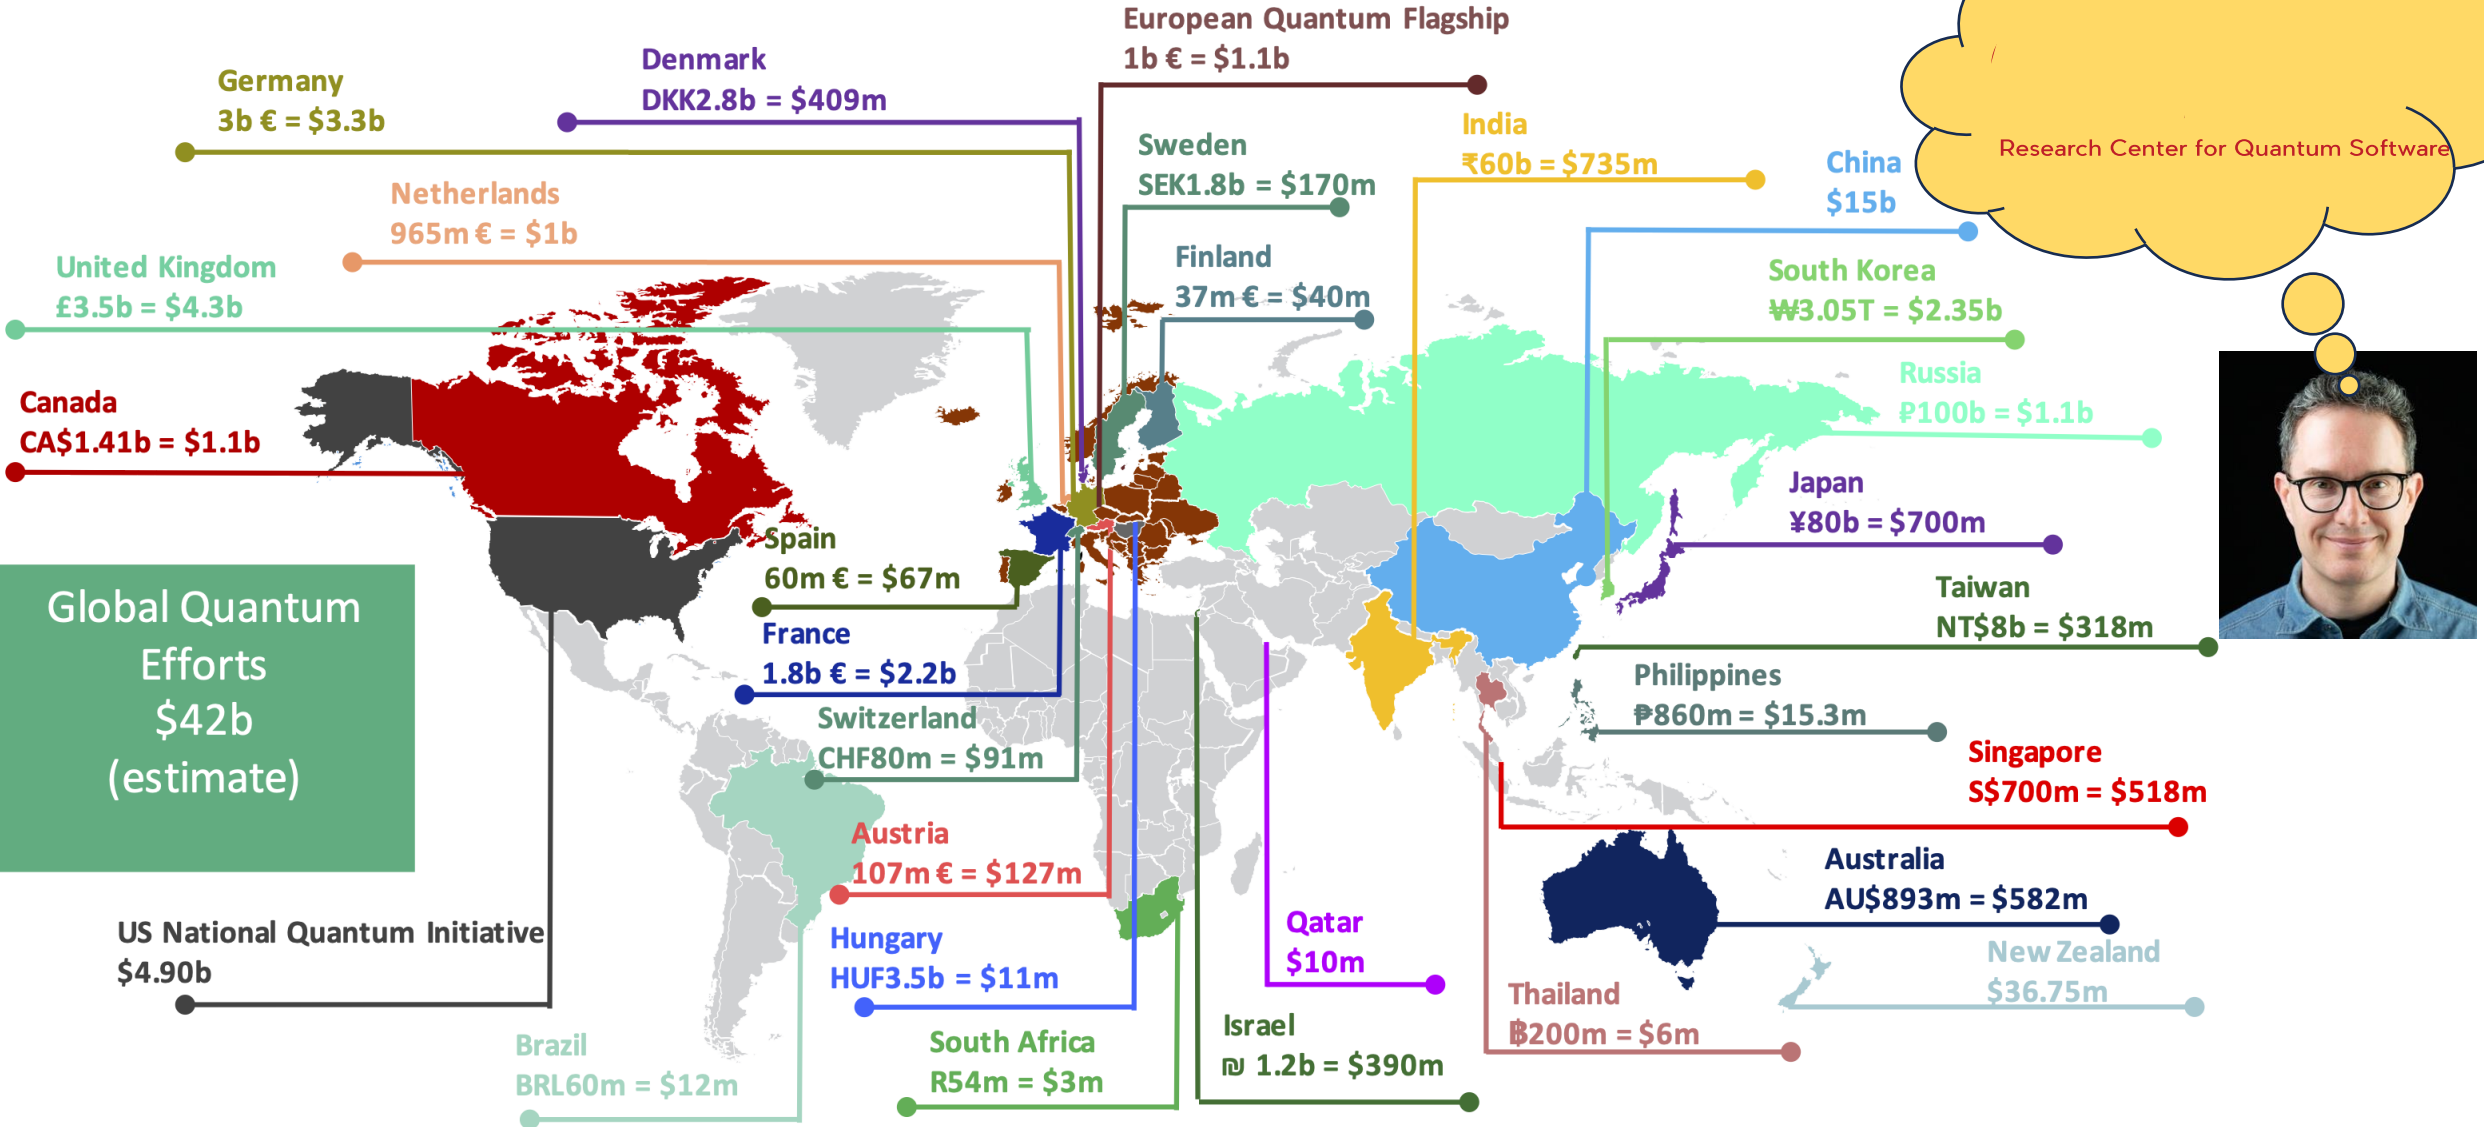 European Quantum Flagship
1b € = $1.1b
Germany
3b € = $3.3b
Denmark
DKK2.8b = $409m
Sweden
SEK1.8b = $170m
India
₹60b = $735m
China
$15b
Research Center for Quantum Software
Netherlands
965m € = $1b
Finland
37m € = $40m
United Kingdom
£3.5b = $4.3b
South Korea
₩3.05T = $2.35b
Russia
₽100b = $1.1b
Canada
CA$1.41b = $1.1b
Japan
¥80b = $700m
Spain
60m € = $67m
Taiwan
NT$8b = $318m
Global Quantum
Efforts
$42b
(estimate)
France
1.8b € = $2.2b
Philippines
₱860m = $15.3m
Switzerland
CHF80m = $91m
Singapore
S$700m = $518m
Austria
107m € = $127m
Australia
AU$893m = $582m
US National Quantum Initiative
$4.90b
Hungary
HUF3.5b = $11m
Qatar
$10m
New Zealand
$36.75m
Thailand
฿200m = $6m
Brazil
BRL60m = $12m
South Africa
R54m = $3m
Israel
₪ 1.2b = $390m